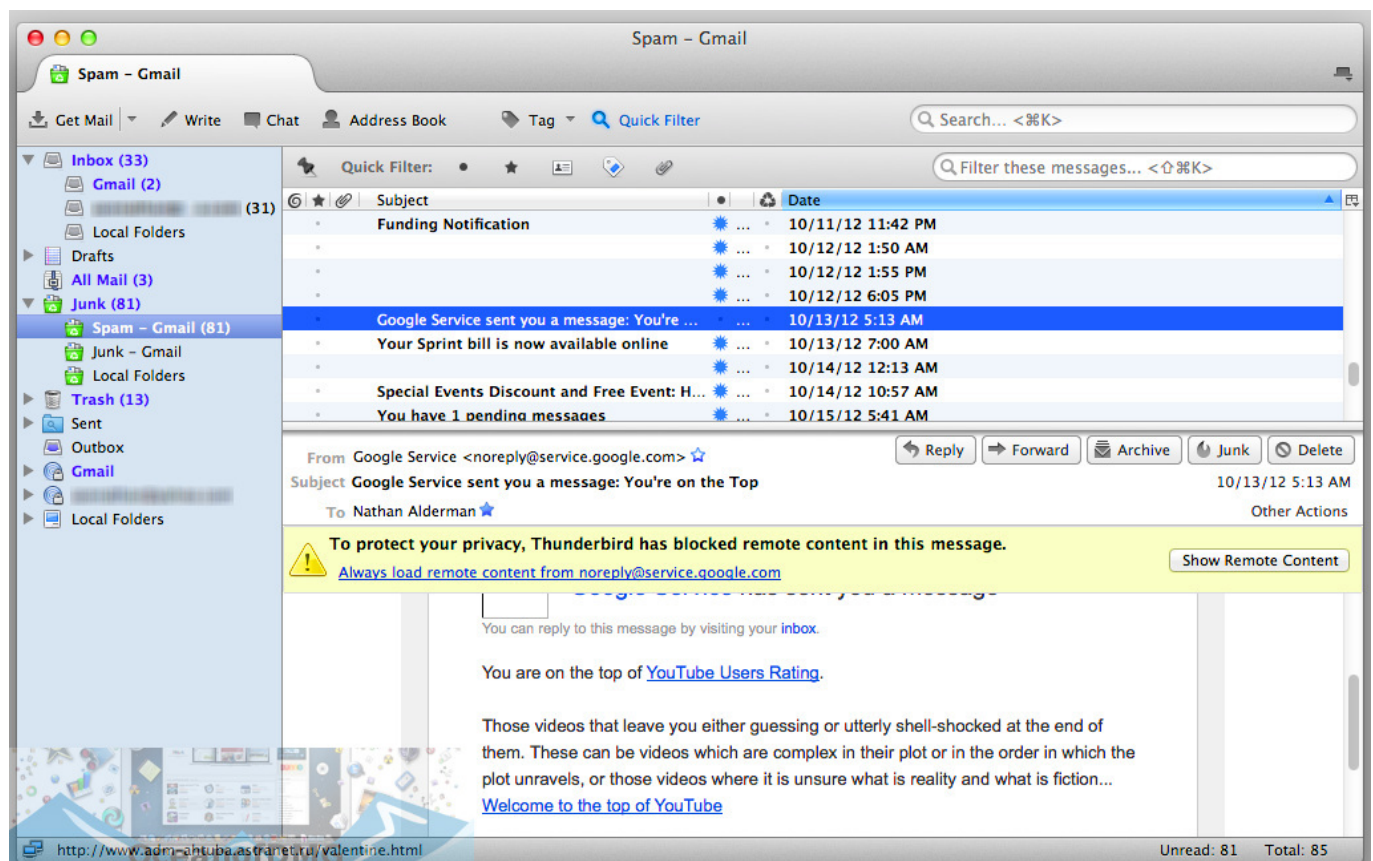 Spam – Gmail
Spam – Gmail
Get Mail Write Chat Address Book Tag Quick Filter Search... <⌘K>
Inbox (33)
Gmail (2)
(31)
Local Folders
Drafts
All Mail (3)
Junk (81)
Spam – Gmail (81)
Junk – Gmail
Local Folders
Trash (13)
Sent
Outbox
Gmail
Local Folders
Quick Filter: Filter these messages... <⇧⌘K>
Subject Date
Funding Notification ... 10/11/12 11:42 PM
... 10/12/12 1:50 AM
... 10/12/12 1:55 PM
... 10/12/12 6:05 PM
Google Service sent you a message: You're ... ... 10/13/12 5:13 AM
Your Sprint bill is now available online ... 10/13/12 7:00 AM
... 10/14/12 12:13 AM
Special Events Discount and Free Event: H... ... 10/14/12 10:57 AM
You have 1 pending messages ... 10/15/12 5:41 AM
From Google Service <noreply@service.google.com> Reply Forward Archive Junk Delete
Subject Google Service sent you a message: You're on the Top 10/13/12 5:13 AM
To Nathan Alderman Other Actions
To protect your privacy, Thunderbird has blocked remote content in this message.
Always load remote content from noreply@service.google.com
Show Remote Content
Google Service has sent you a message
You can reply to this message by visiting your inbox.
You are on the top of YouTube Users Rating.
Those videos that leave you either guessing or utterly shell-shocked at the end of
them. These can be videos which are complex in their plot or in the order in which the
plot unravels, or those videos where it is unsure what is reality and what is fiction...
Welcome to the top of YouTube
http://www.adm-ahtuba.astranet.ru/valentine.html
Unread: 81 Total: 85